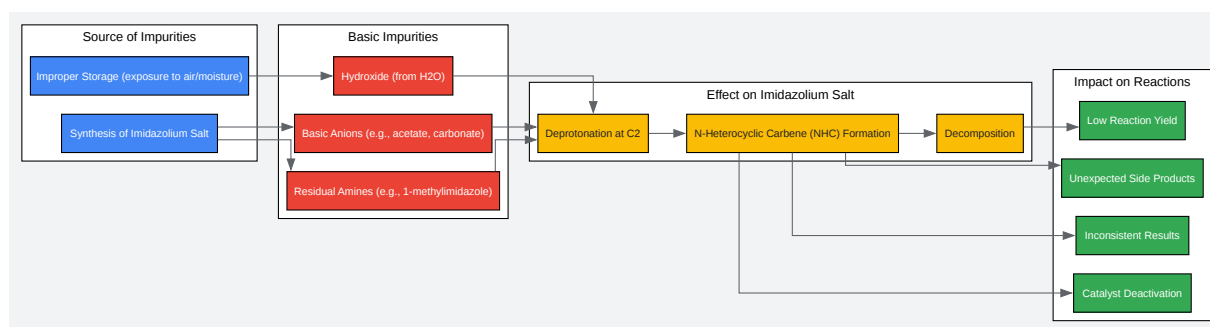 Source of Impurities
Improper Storage (exposure to air/moisture)
Synthesis of Imidazolium Salt
Basic Impurities
Hydroxide (from H2O)
Basic Anions (e.g., acetate, carbonate)
Residual Amines (e.g., 1-methylimidazole)
Effect on Imidazolium Salt
Deprotonation at C2
N-Heterocyclic Carbene (NHC) Formation
Decomposition
Impact on Reactions
Low Reaction Yield
Unexpected Side Products
Inconsistent Results
Catalyst Deactivation